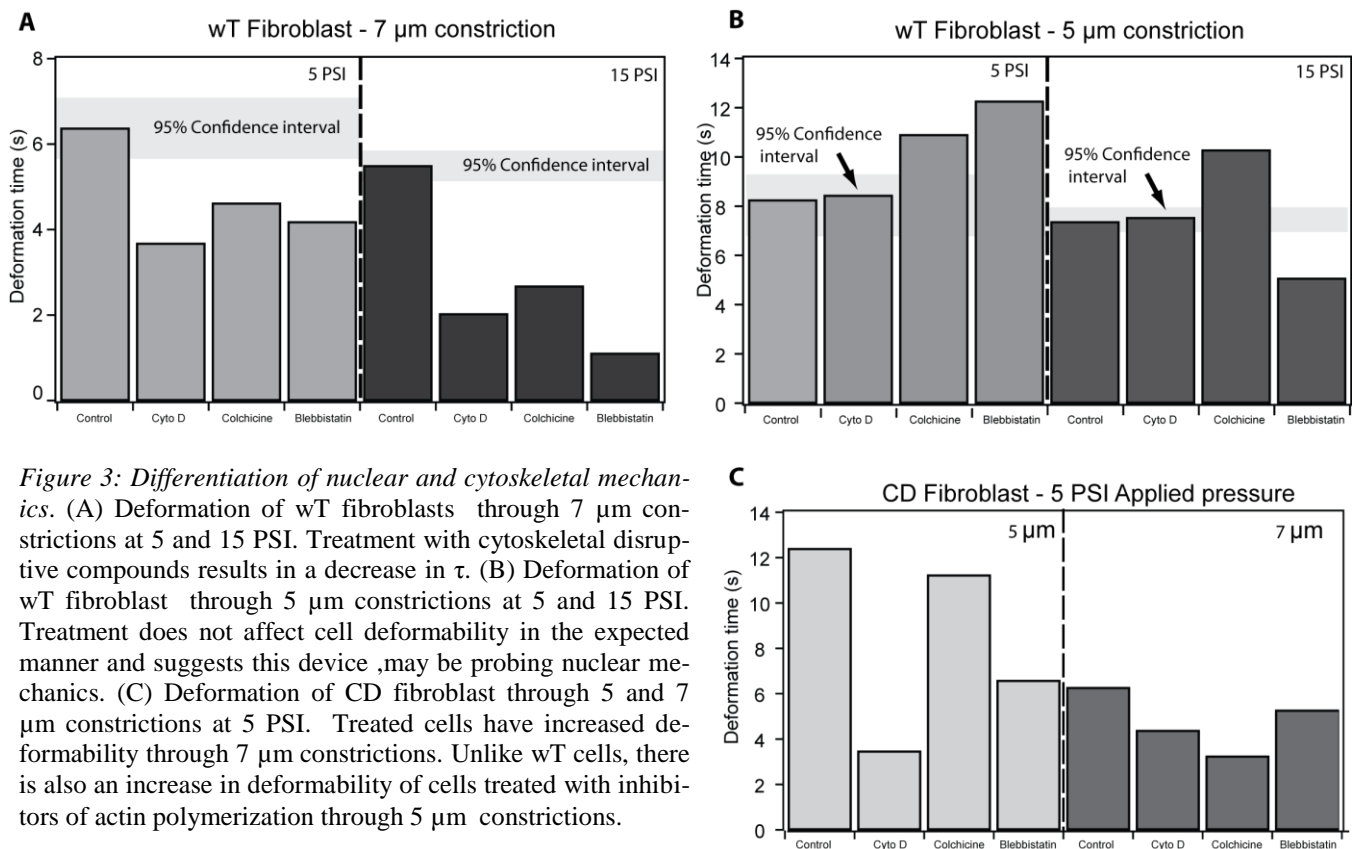 A
wT Fibroblast - 7 µm constriction
5 PSI
15 PSI
95% Confidence interval
95% Confidence interval
Deformation time (s)
8
6
4
2
0
Control
Cyto D
Colchicine
Blebbistatin
Control
Cyto D
Colchicine
Blebbistatin
B
wT Fibroblast - 5 µm constriction
5 PSI
15 PSI
95% Confidence
interval
95% Confidence
interval
Deformation time (s)
14
12
10
8
6
4
2
0
Control
Cyto D
Colchicine
Blebbistatin
Control
Cyto D
Colchicine
Blebbistatin
Figure 3: Differentiation of nuclear and cytoskeletal mechan-
ics. (A) Deformation of wT fibroblasts through 7 µm con-
strictions at 5 and 15 PSI. Treatment with cytoskeletal disrup-
tive compounds results in a decrease in τ. (B) Deformation of
wT fibroblast through 5 µm constrictions at 5 and 15 PSI.
Treatment does not affect cell deformability in the expected
manner and suggests this device ,may be probing nuclear me-
chanics. (C) Deformation of CD fibroblast through 5 and 7
µm constrictions at 5 PSI. Treated cells have increased de-
formability through 7 µm constrictions. Unlike wT cells, there
is also an increase in deformability of cells treated with inhibi-
tors of actin polymerization through 5 µm constrictions.
C
CD Fibroblast - 5 PSI Applied pressure
5 µm
7 µm
Deformation time (s)
14
12
10
8
6
4
2
0
Control
Cyto D
Colchicine
Blebbistatin
Control
Cyto D
Colchicine
Blebbistatin